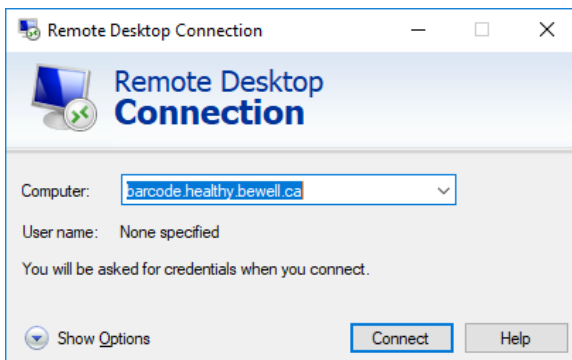 Remote Desktop Connection
Remote Desktop
Connection
Computer: barcode.healthy.bewell.ca
User name: None specified
You will be asked for credentials when you connect.
Show Options Connect Help